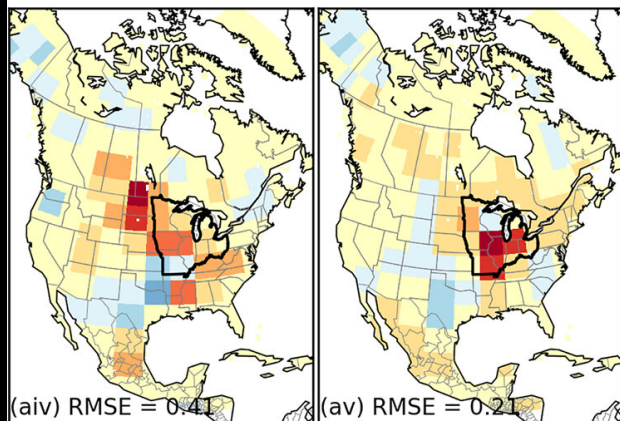 (aiv) RMSE = 0.41
(av) RMSE = 0.21